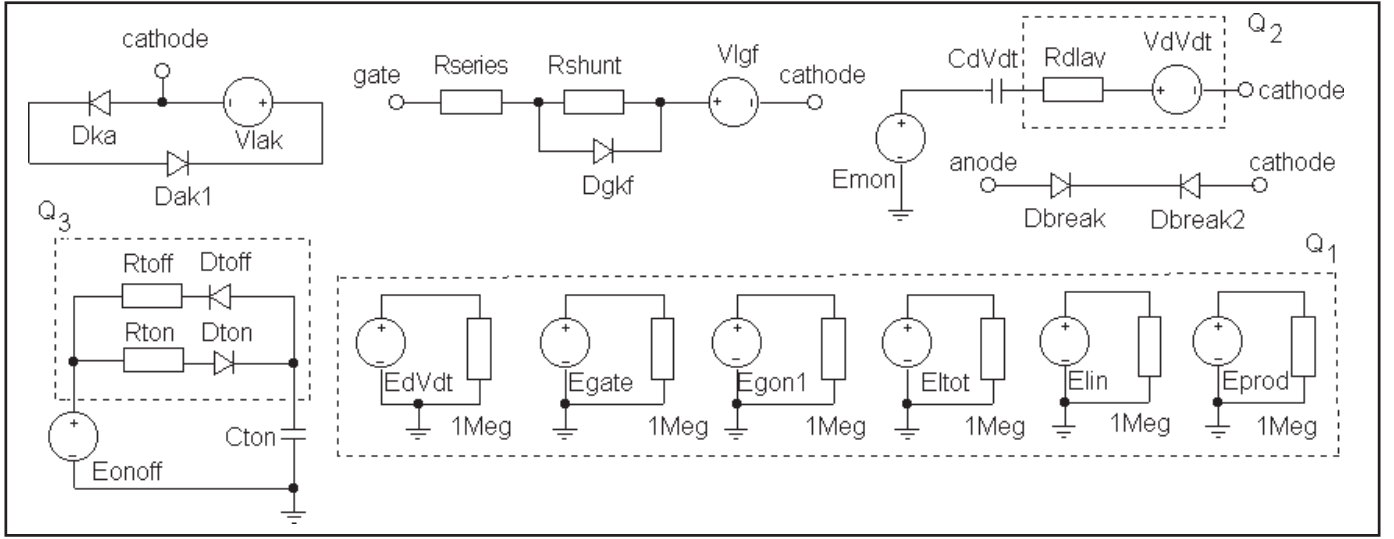 cathode
Dka
Vlak
Dak1
gate
Rseries
Rshunt
Vlgf
cathode
Dgkf
Q2
CdVdt
Rdlay
VdVdt
cathode
Emon
anode
cathode
Dbreak
Dbreak2
Q3
Rtoff
Dtoff
Rton
Dton
Cton
Eonoff
Q1
EdVdt
1Meg
Egate
1Meg
Egon1
1Meg
Eltot
1Meg
Elin
1Meg
Eprod
1Meg